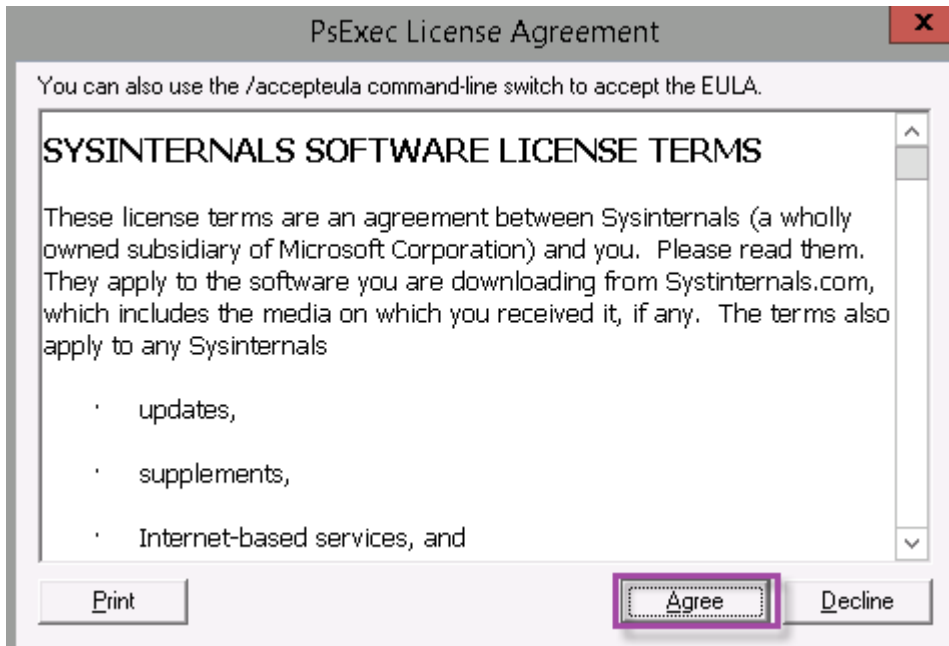 PsExec License Agreement
x
You can also use the /accepteula command-line switch to accept the EULA.
SYSINTERNALS SOFTWARE LICENSE TERMS
These license terms are an agreement between Sysinternals (a wholly
owned subsidiary of Microsoft Corporation) and you.  Please read them.
They apply to the software you are downloading from Systinternals.com,
which includes the media on which you received it, if any.  The terms also
apply to any Sysinternals
· updates,
· supplements,
· Internet-based services, and
Print Agree Decline